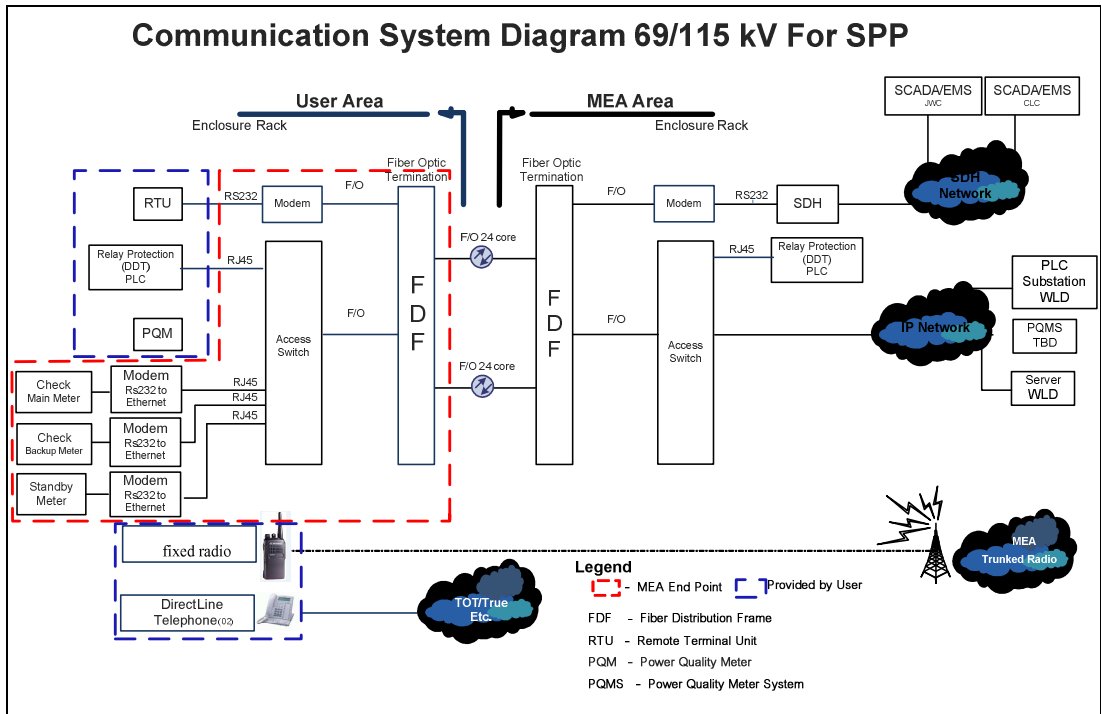 Communication System Diagram 69/115 kV For SPP
User Area
MEA Area
Enclosure Rack
Enclosure Rack
SCADA/EMS
JWC
SCADA/EMS
CLC
Fiber Optic
Termination
Fiber Optic
Termination
RTU
RS232
Modem
F/O
F/O
Modem
RS232
SDH
SDH
Network
Relay Protection
(DDT)
PLC
RJ45
F/O 24 core
RJ45
Relay Protection
(DDT)
PLC
PQM
Access
Switch
F/O
F
D
F
F
D
F
F/O
Access
Switch
IP Network
PLC
Substation
WLD
PQMS
TBD
Server
WLD
F/O 24 core
Check
Main Meter
Modem
Rs232 to
Ethernet
RJ45
RJ45
RJ45
Check
Backup Meter
Modem
Rs232 to
Ethernet
Standby
Meter
Modem
Rs232 to
Ethernet
fixed radio
MEA
Trunked Radio
DirectLine
Telephone(02)
TOT/True
Etc.
Legend
- MEA End Point
Provided by User
FDF – Fiber Distribution Frame
RTU – Remote Terminal Unit
PQM – Power Quality Meter
PQMS – Power Quality Meter System